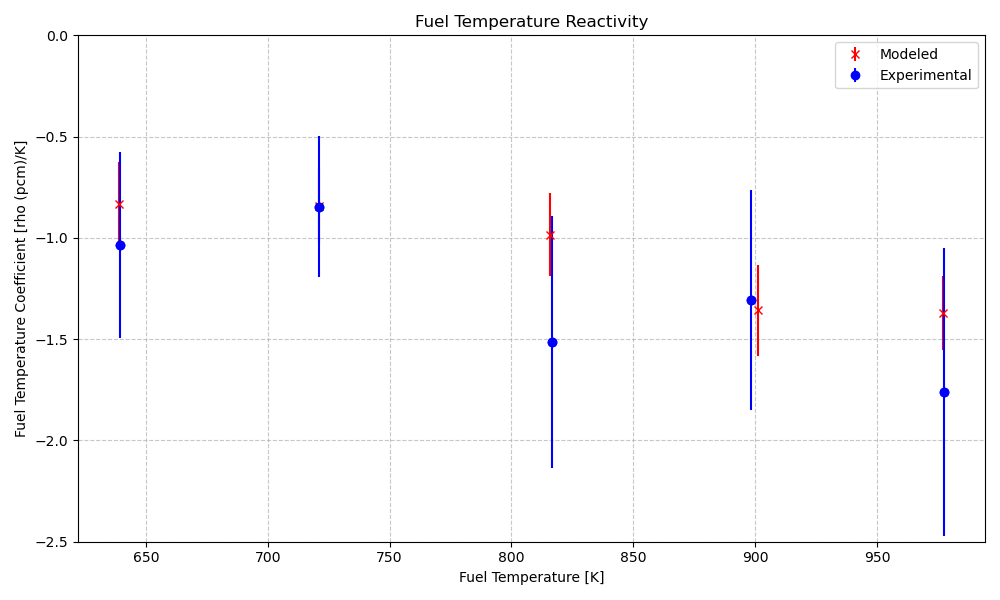 Fuel Temperature Reactivity
Modeled
Experimental
Fuel Temperature Coefficient [rho (pcm)/K]
0.0
−0.5
−1.0
−1.5
−2.0
−2.5
650
700
750
800
850
900
950
Fuel Temperature [K]